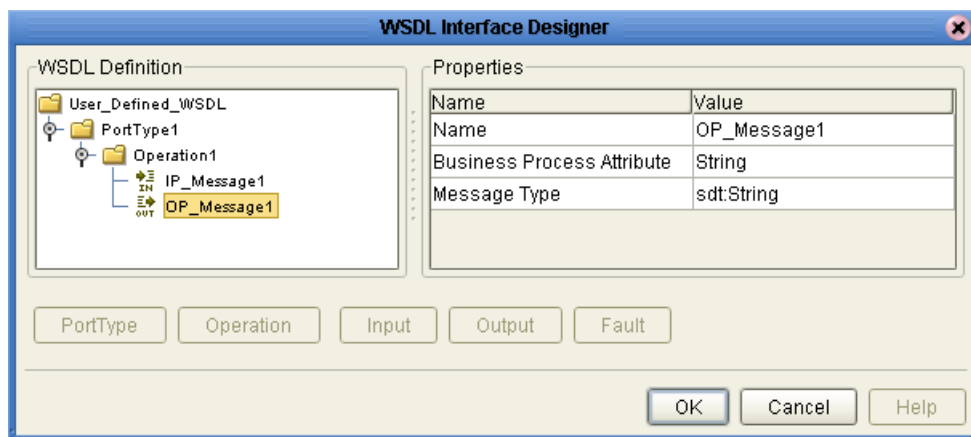 WSDL Interface Designer
WSDL Definition
User_Defined_WSDL
PortType1
Operation1
IN IP_Message1
OUT OP_Message1
Properties
Name Value
Name OP_Message1
Business Process Attribute String
Message Type sdt:String
PortType Operation Input Output Fault
OK Cancel Help